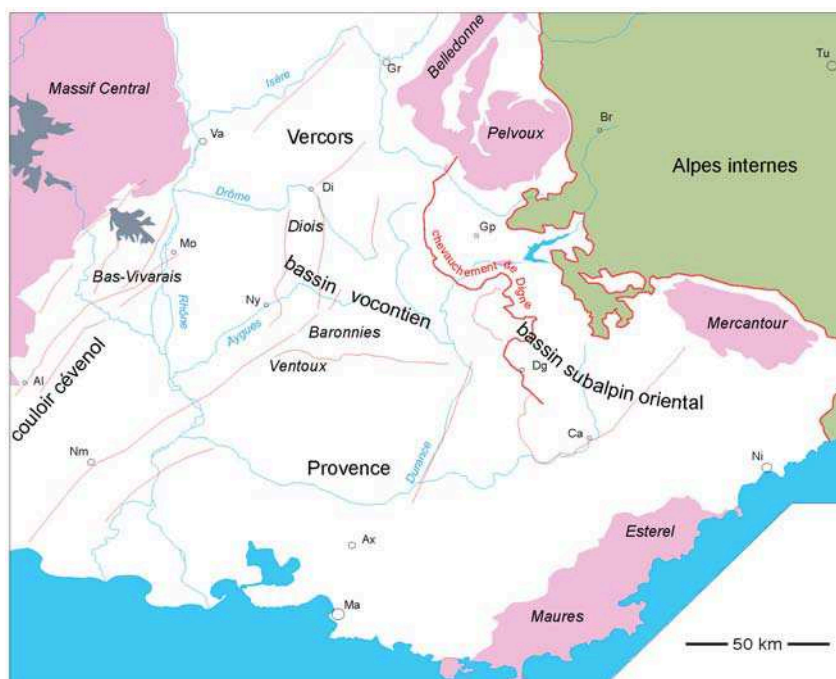 Belledonne
Tu
Massif Central
Isère
Gr
Pelvoux
Br
Va
Vercors
Alpes internes
Drôme
Di
Diois
Gp
Mo
chevauchement de Digne
Bas-Vivarais
bassin vocontien
Ny
Rhône
Aygues
Baronnies
Mercantour
Ventoux
bassin subalpin oriental
Dg
Al
couloir cévenol
Ca
Nm
Provence
Durance
Ni
Esterel
Ax
Ma
Maures
50 km